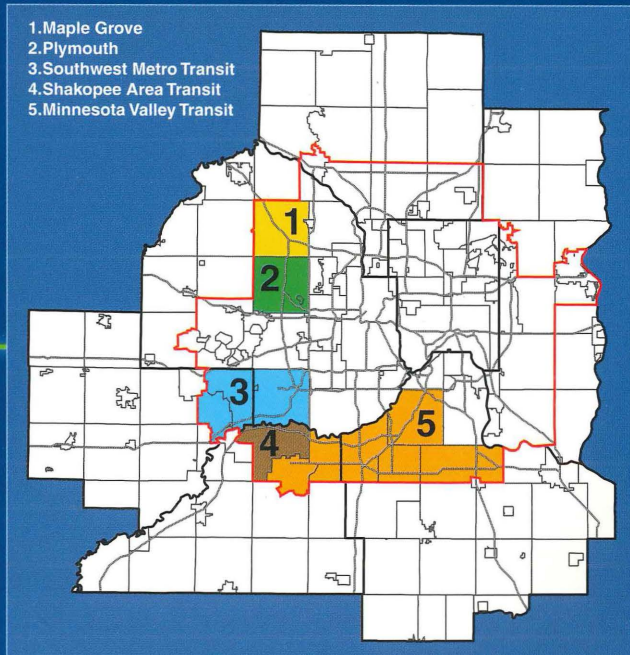 1.Maple Grove
2.Plymouth
3.Southwest Metro Transit
4.Shakopee Area Transit
5.Minnesota Valley Transit
1
2
3
4
5